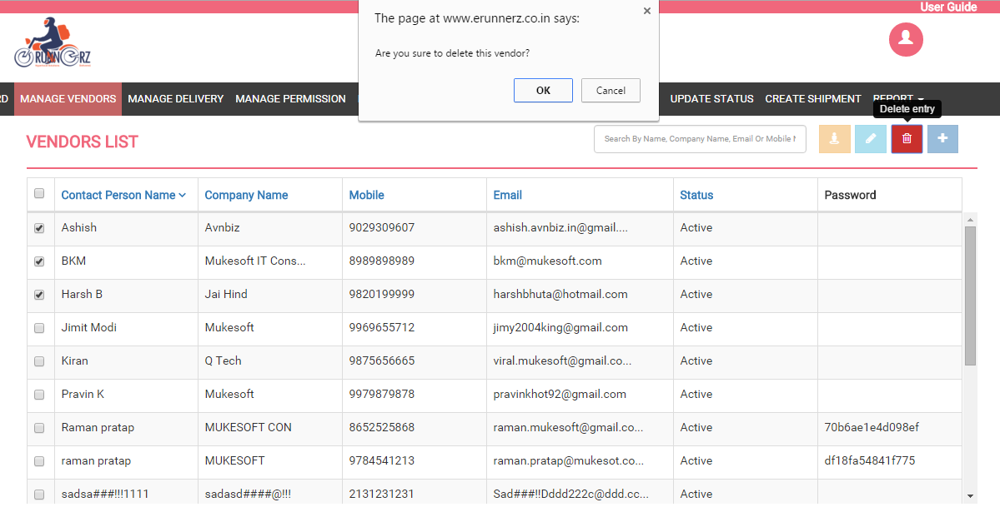 User Guide
The page at www.erunnerz.co.in says:
Are you sure to delete this vendor?
OK Cancel
RUNN RZ
RD MANAGE VENDORS MANAGE DELIVERY MANAGE PERMISSION UPDATE STATUS CREATE SHIPMENT REPORT
Delete entry
VENDORS LIST
Search By Name, Company Name, Email Or Mobile N
Contact Person Name Company Name Mobile Email Status Password
Ashish Avnbiz 9029309607 ashish.avnbiz.in@gmail.... Active
BKM Mukesoft IT Cons... 8989898989 bkm@mukesoft.com Active
Harsh B Jai Hind 9820199999 harshbhuta@hotmail.com Active
Jimit Modi Mukesoft 9969655712 jimy2004king@gmail.com Active
Kiran Q Tech 9875656665 viral.mukesoft@gmail.co... Active
Pravin K Mukesoft 9979879878 pravinkhot92@gmail.com Active
Raman pratap MUKESOFT CON 8652525868 raman.mukesoft@gmail.co... Active 70b6ae1e4d098ef
raman pratap MUKESOFT 9784541213 raman.pratap@mukesot.co... Active df18fa54841f775
sadsa###!!!1111 sadasd####@!!! 2131231231 Sad###!!Dddd222c@ddd.cc... Active